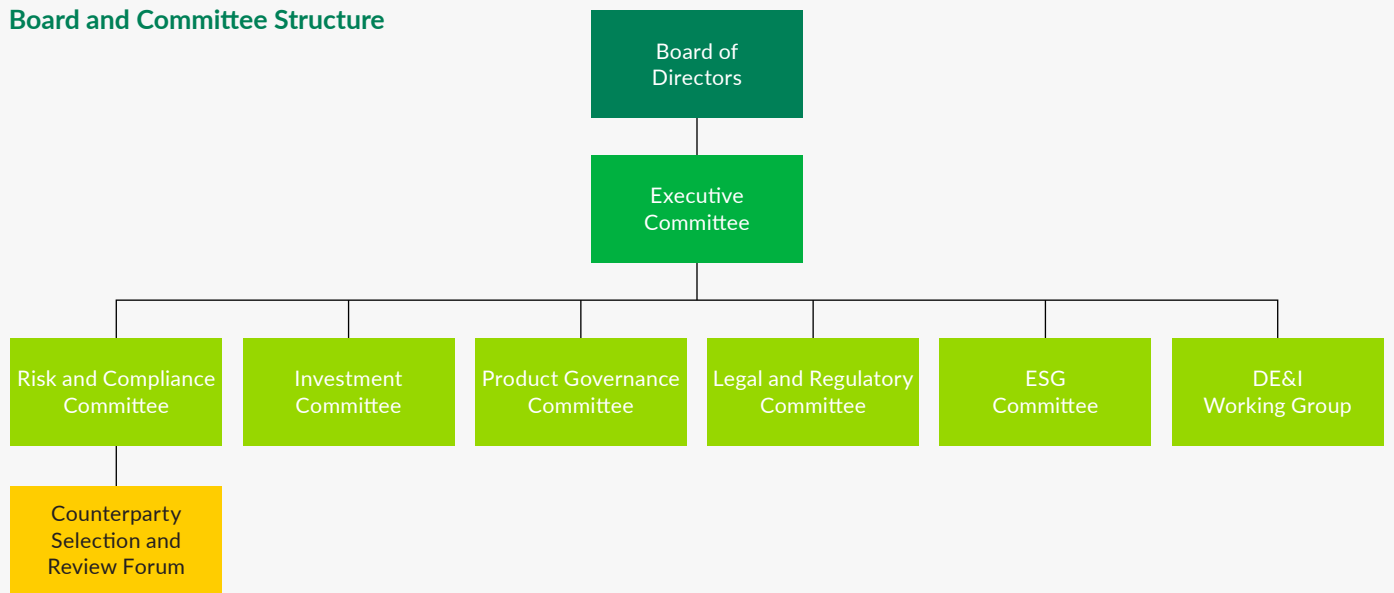 Board and Committee Structure
Board of
Directors
Executive
Committee
Risk and Compliance
Committee
Investment
Committee
Product Governance
Committee
Legal and Regulatory
Committee
ESG
Committee
DE&I
Working Group
Counterparty
Selection and
Review Forum